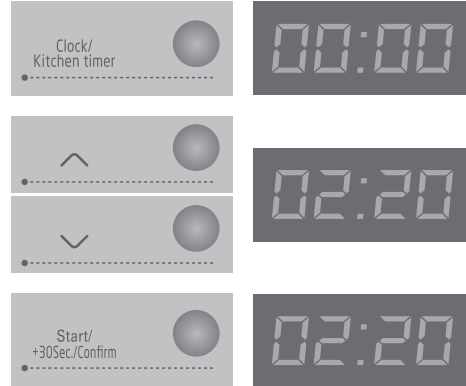 Clock/
Kitchen timer
00:00
02:20
Start/
+30Sec./Confirm
02:20